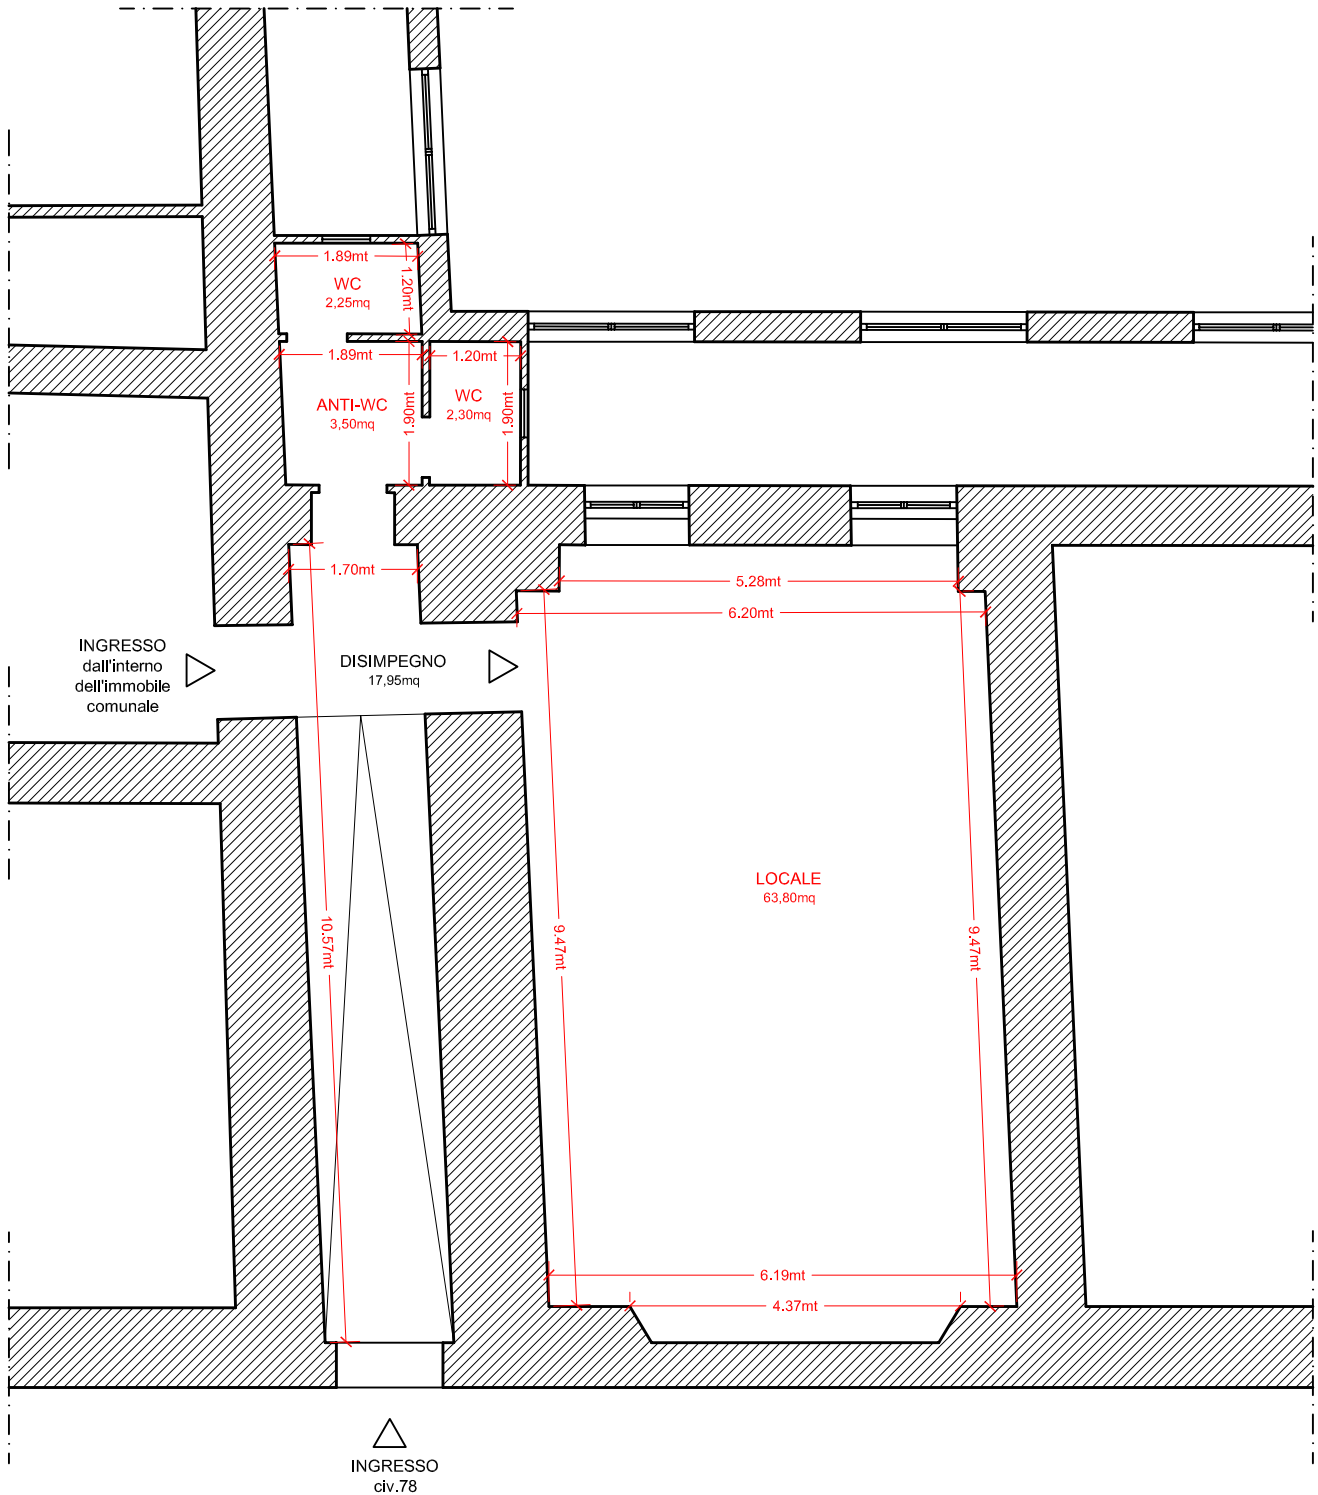 1.89mt
WC
2,25mq
1.20mt
1.89mt
1.20mt
ANTI-WC
3,50mq
1.90mt
WC
2,30mq
1.90mt
1.70mt
5.28mt
6.20mt
INGRESSO
dall'interno
dell'immobile
comunale
DISIMPEGNO
17,95mq
LOCALE
63,80mq
10.57mt
9.47mt
9.47mt
6.19mt
4.37mt
INGRESSO
civ.78